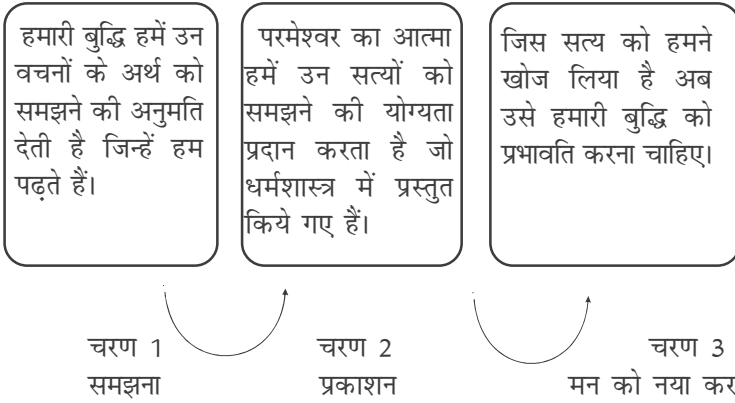 हमारी बुद्धि हमें उन
वचनों के अर्थ को
समझने की अनुमति
देती है जिन्हें हम
पढ़ते हैं।
परमेश्वर का आत्मा
हमें उन सत्यों को
समझने की योग्यता
प्रदान करता है जो
धर्मशास्त्र में प्रस्तुत
किये गए हैं।
जिस सत्य को हमने
खोज लिया है अब
उसे हमारी बुद्धि को
प्रभावति करना चाहिए।
चरण 1
समझना
चरण 2
प्रकाशन
चरण 3
मन को नया कर